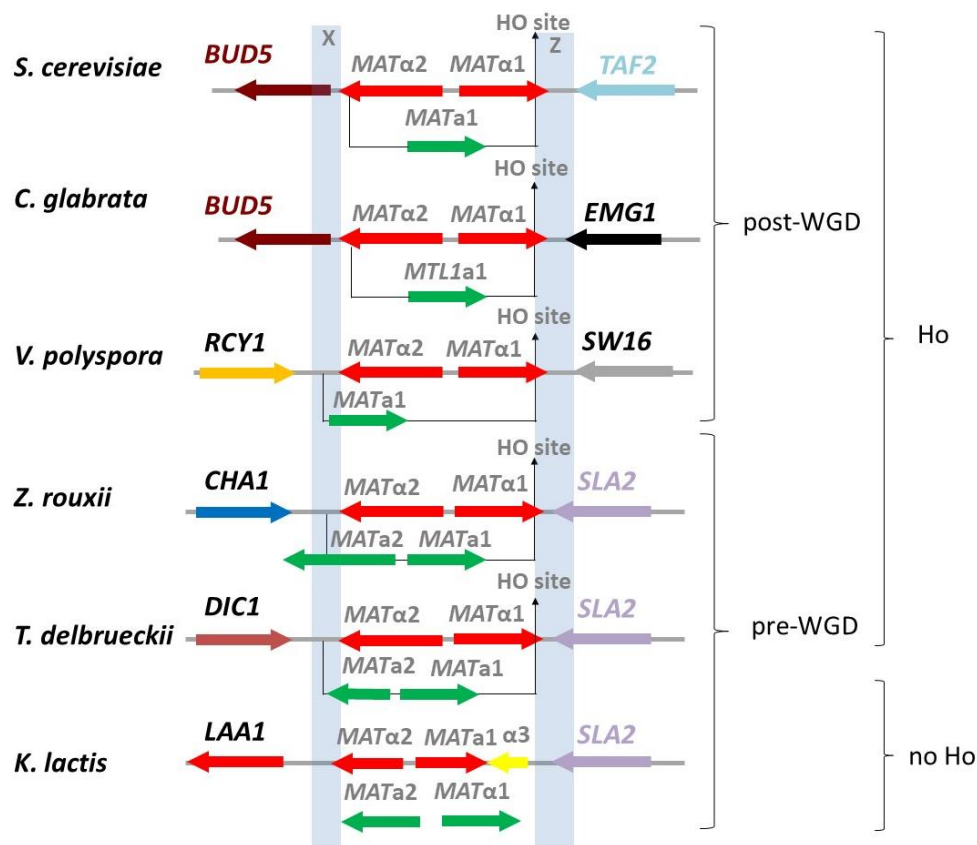 HO site
X
Z
S. cerevisiae
BUD5
MATα2
MATα1
TAF2
MATa1
HO site
C. glabrata
BUD5
MATα2
MATα1
EMG1
MTL1a1
HO site
post-WGD
Ho
V. polyspora
RCY1
MATα2
MATα1
SW16
MATa1
HO site
Z. rouxii
CHA1
MATα2
MATα1
SLA2
MATa2
MATa1
HO site
T. delbrueckii
DIC1
MATα2
MATα1
SLA2
pre-WGD
MATa2
MATa1
K. lactis
LAA1
MATα2
MATa1
α3
SLA2
no Ho
MATa2
MATα1